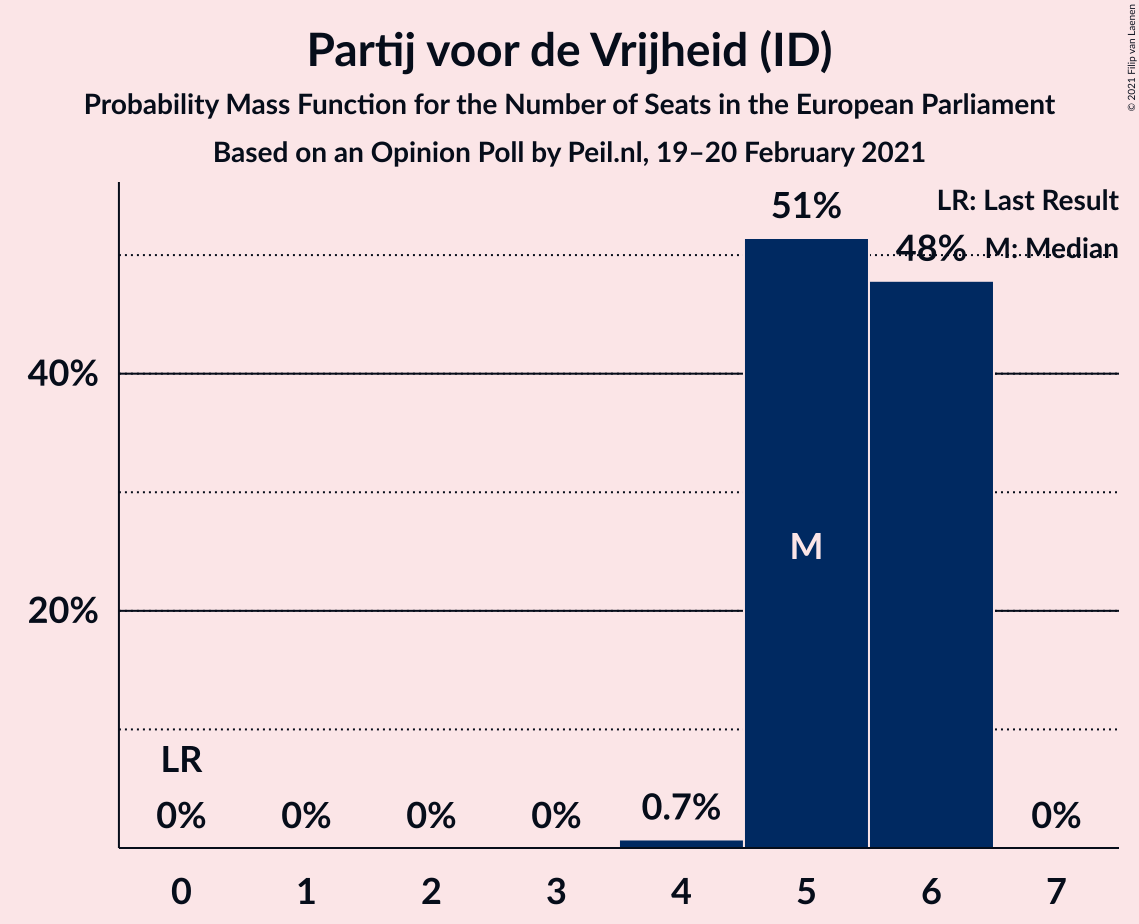 Partij voor de Vrijheid (ID)
Probability Mass Function for the Number of Seats in the European Parliament
Based on an Opinion Poll by Peil.nl, 19–20 February 2021
© 2021 Filip van Laenen
LR: Last Result
M: Median
51%
48%
40%
20%
M
LR
0%
0%
0%
0%
0.7%
0%
0
1
2
3
4
5
6
7